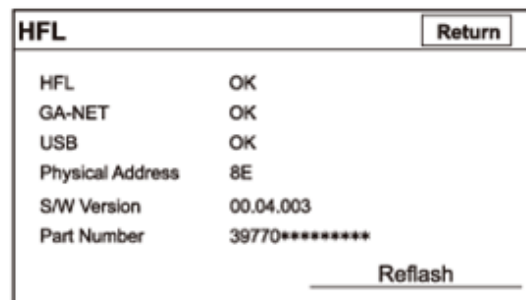 HFL Return
HFL OK
GA-NET OK
USB OK
Physical Address 8E
S/W Version 00.04.003
Part Number 39770*********
Reflash